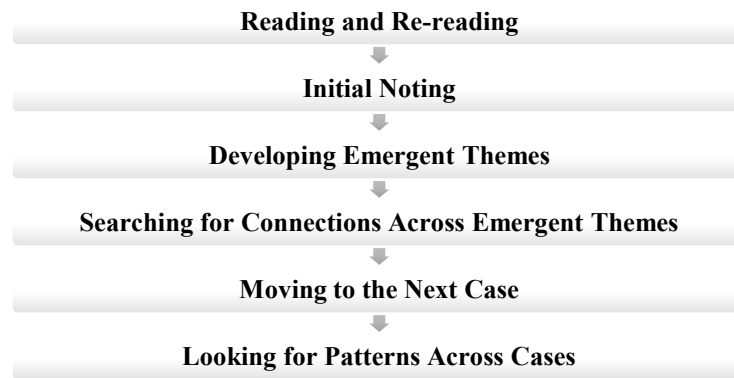 Reading and Re-reading
Initial Noting
Developing Emergent Themes
Searching for Connections Across Emergent Themes
Moving to the Next Case
Looking for Patterns Across Cases